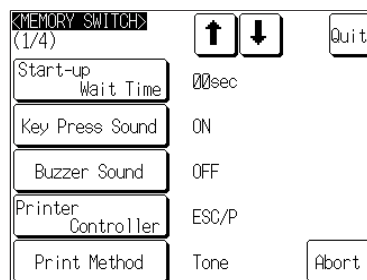 <MEMORY SWITCH>
(1/4)
Quit
Start-up
Wait Time
00sec
Key Press Sound
ON
Buzzer Sound
OFF
Printer
Controller
ESC/P
Print Method
Tone
Abort